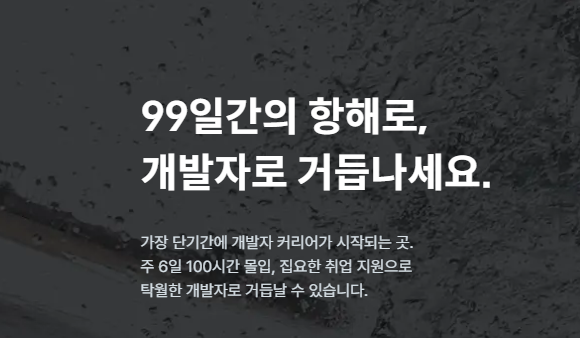 99일간의 항해로,
개발자로 거듭나세요.
가장 단기간에 개발자 커리어가 시작되는 곳.
주 6일 100시간 몰입, 집요한 취업 지원으로
탁월한 개발자로 거듭날 수 있습니다.